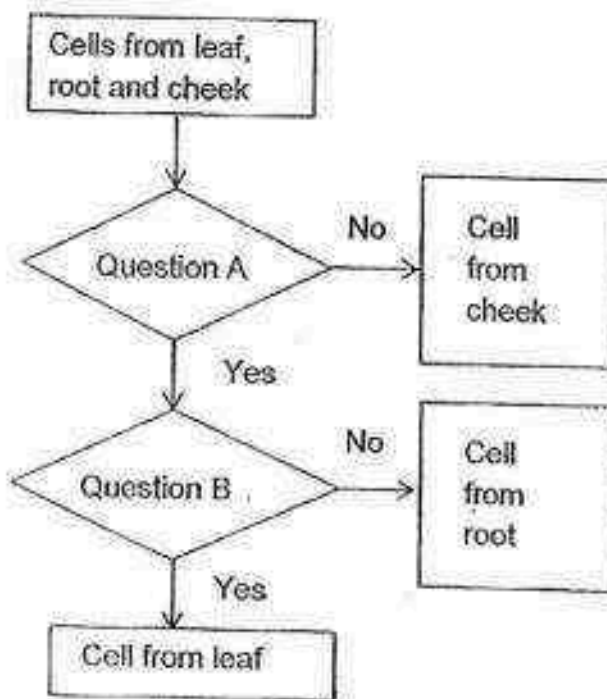 Cells from leaf,
root and cheek
Question A
No
Cell
from
cheek
Yes
Question B
No
Cell
from
root
Yes
Cell from leaf